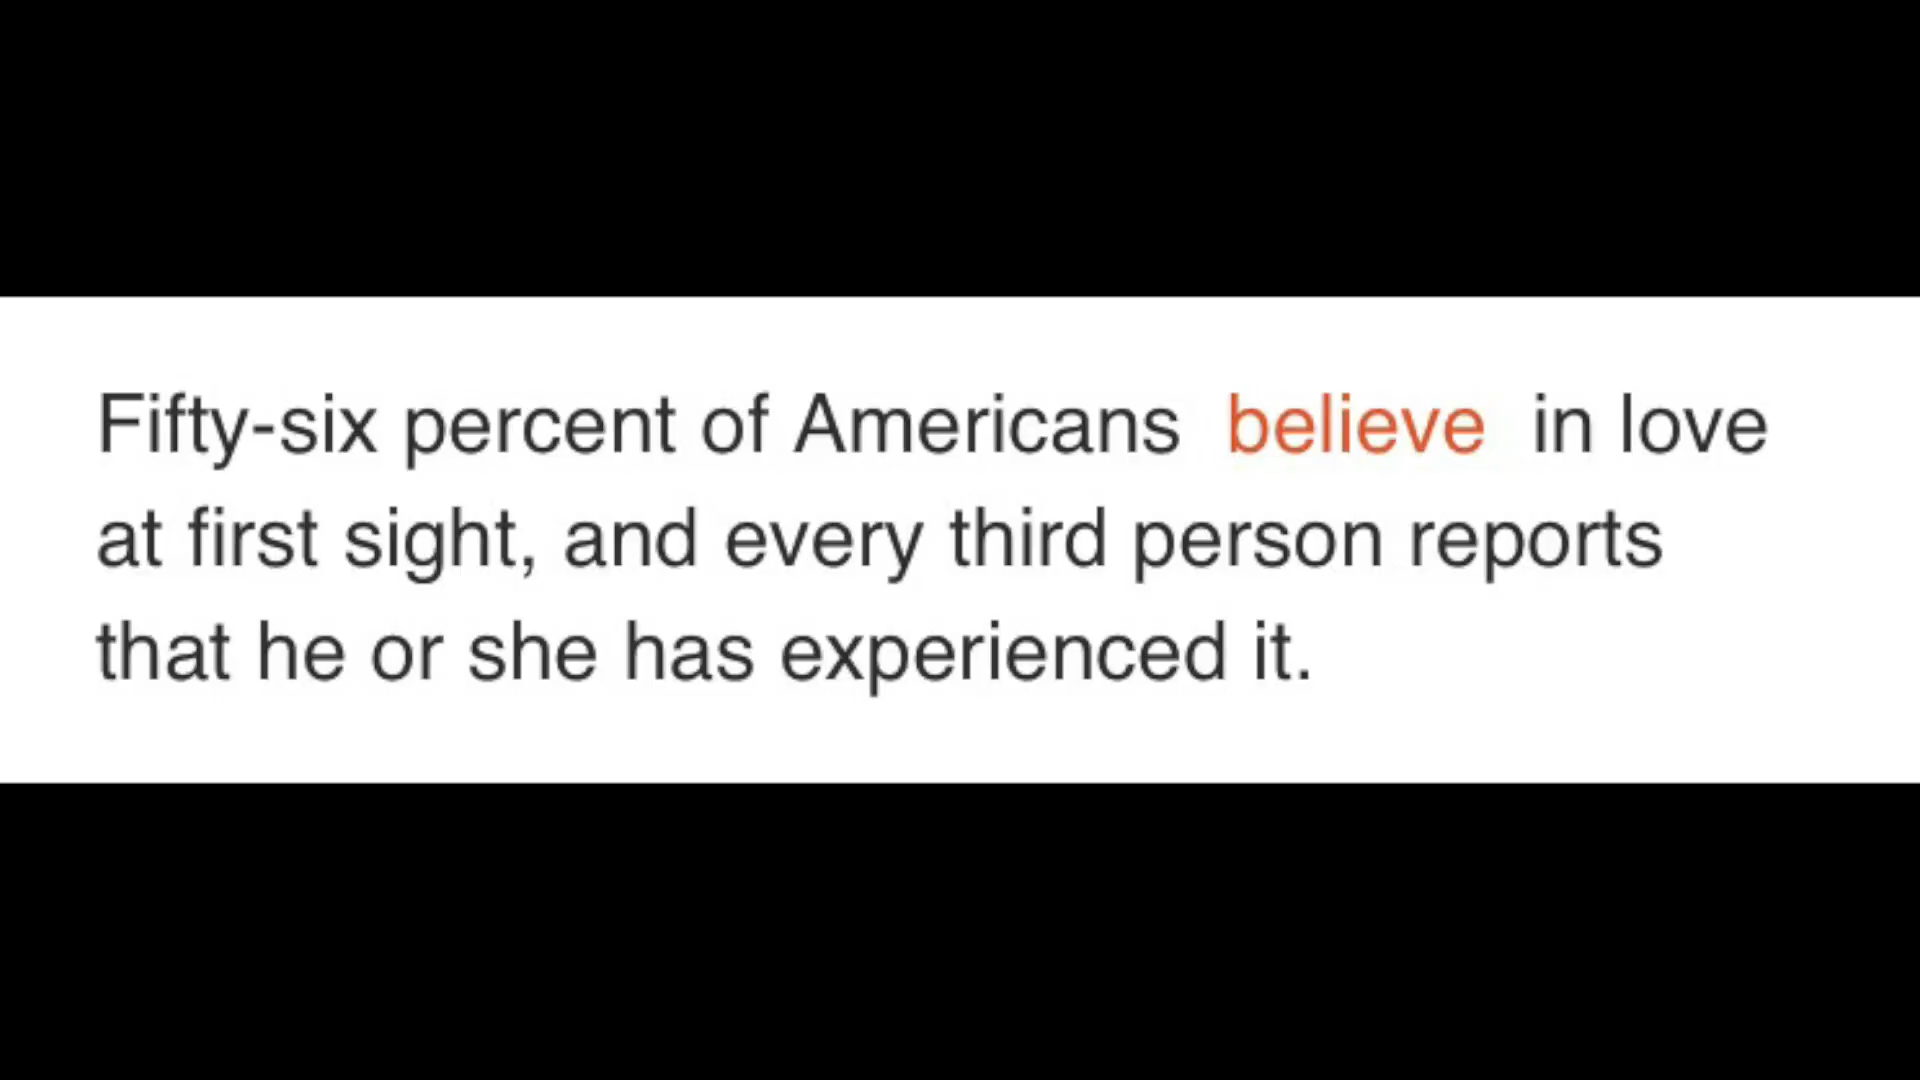 Fifty-six percent of Americans believe in love
at first sight, and every third person reports
that he or she has experienced it.